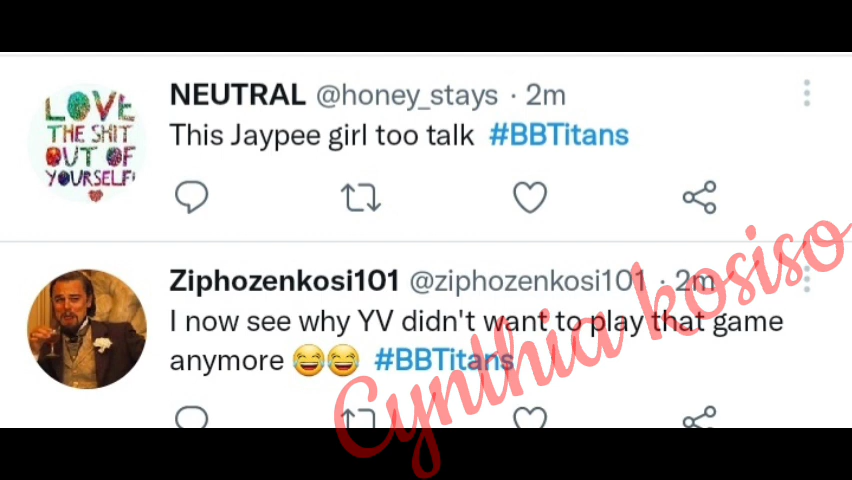 LOVE
THE SHIT
OUT OF
YOURSELF!
NEUTRAL @honey_stays · 2m
This Jaypee girl too talk #BBTitans
Ziphozenkosi101 @ziphozenkosi101 · 2m
I now see why YV didn't want to play that game
anymore 😂😂 #BBTitans
Cynthia kosiso